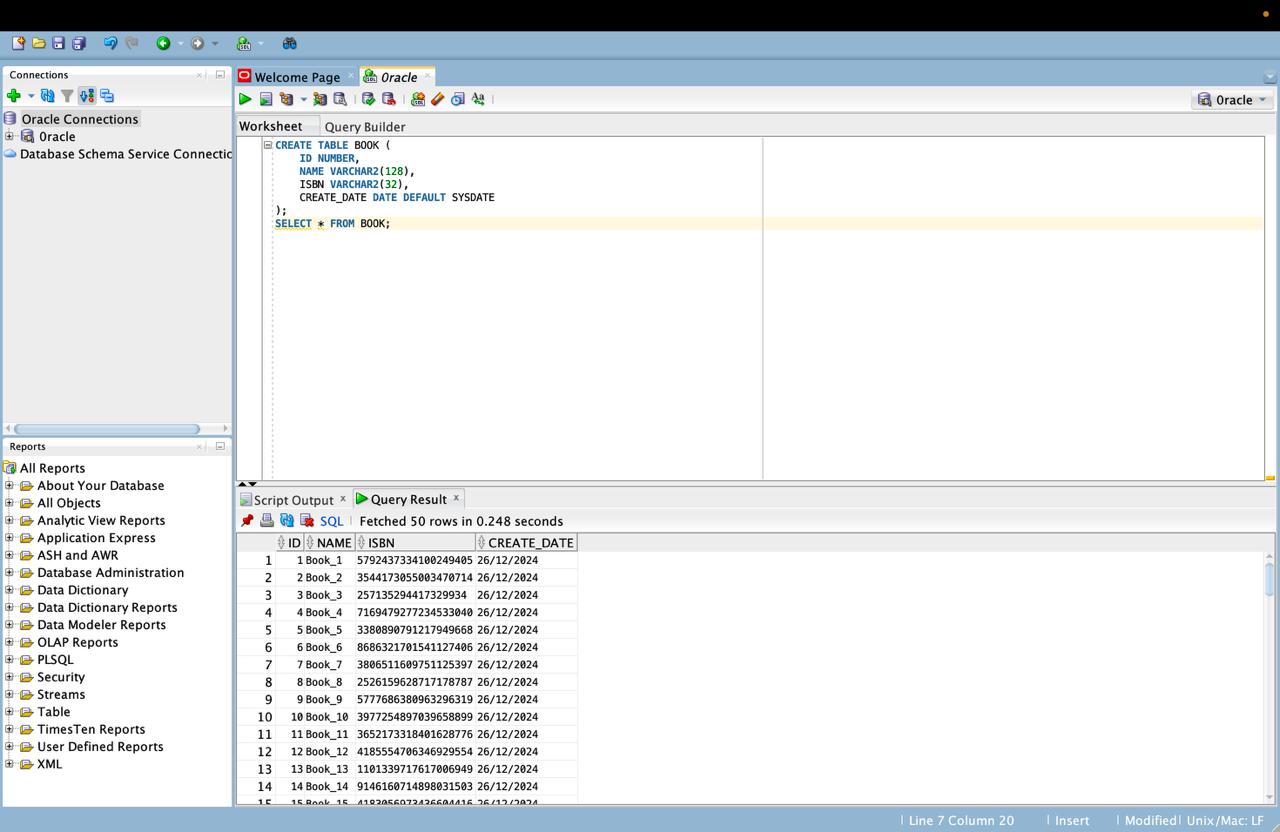 Connections
Oracle Connections
0racle
Database Schema Service Connectic
Reports
All Reports
About Your Database
All Objects
Analytic View Reports
Application Express
ASH and AWR
Database Administration
Data Dictionary
Data Dictionary Reports
Data Modeler Reports
OLAP Reports
PLSQL
Security
Streams
Table
TimesTen Reports
User Defined Reports
XML
Welcome Page
0racle
0racle
Worksheet
Query Builder
CREATE TABLE BOOK (
ID NUMBER,
NAME VARCHAR2(128),
ISBN VARCHAR2(32),
CREATE_DATE DATE DEFAULT SYSDATE
);
SELECT * FROM BOOK;
Script Output
Query Result
SQL | Fetched 50 rows in 0.248 seconds
ID NAME ISBN CREATE_DATE
1 1 Book_1 5792437334100249405 26/12/2024
2 2 Book_2 3544173055003470714 26/12/2024
3 3 Book_3 257135294417329934 26/12/2024
4 4 Book_4 7169479277234533040 26/12/2024
5 5 Book_5 3380890791217949668 26/12/2024
6 6 Book_6 8686321701541127406 26/12/2024
7 7 Book_7 3806511609751125397 26/12/2024
8 8 Book_8 2526159628717178787 26/12/2024
9 9 Book_9 5777686380963296319 26/12/2024
10 10 Book_10 3977254897039658899 26/12/2024
11 11 Book_11 3652173318401628776 26/12/2024
12 12 Book_12 4185554706346929554 26/12/2024
13 13 Book_13 1101339717617006949 26/12/2024
14 14 Book_14 9146160714898031503 26/12/2024
15 15 Book_15 4183056973436604416 26/12/2024
Line 7 Column 20 | Insert | Modified | Unix/Mac: LF